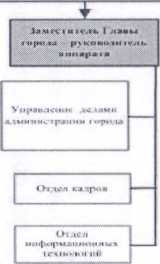 Заместитель Главы
города – руководитель
аппарата
Управление делами
администрации города
Отдел кадров
Отдел
информационных
технологий